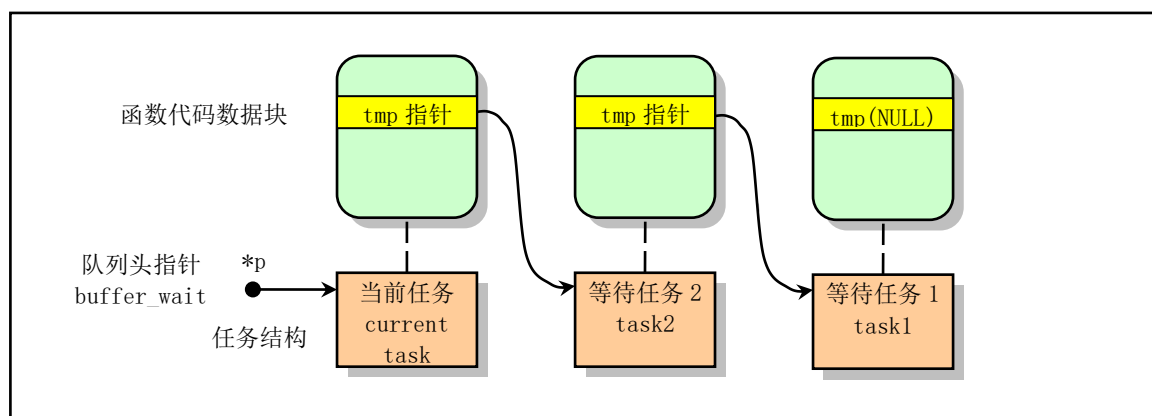 函数代码数据块
tmp 指针
tmp 指针
tmp(NULL)
队列头指针
buffer_wait
*p
任务结构
当前任务
current
task
等待任务 2
task2
等待任务 1
task1